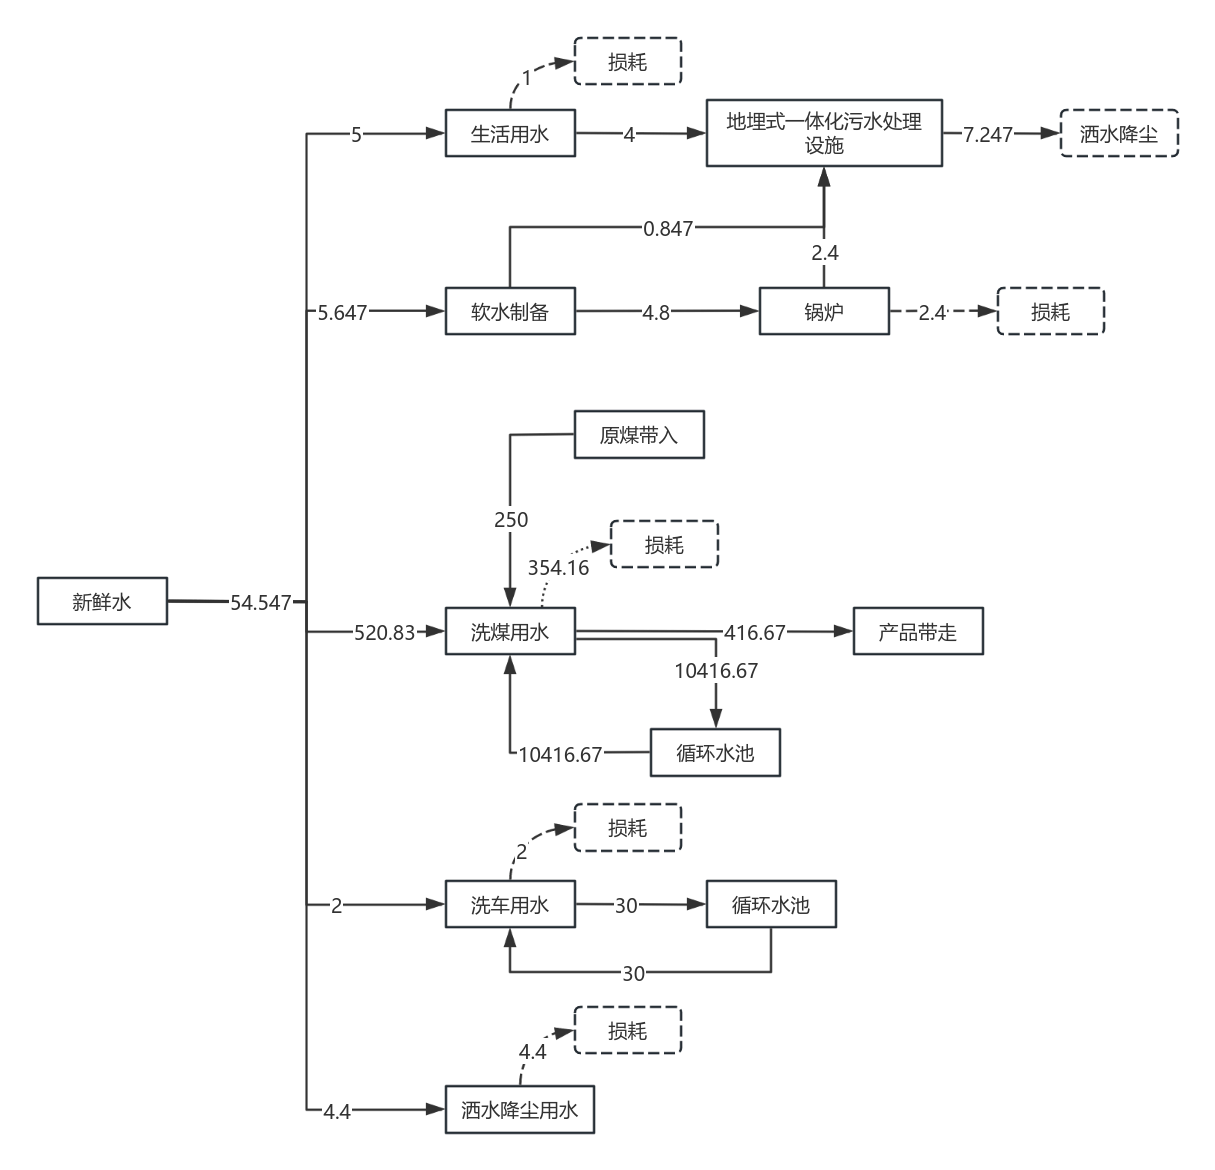 损耗
1
5
生活用水
4
地埋式一体化污水处理
设施
7.247
洒水降尘
0.847
2.4
5.647
软水制备
4.8
锅炉
2.4
损耗
原煤带入
250
损耗
354.16
新鲜水
54.547
520.83
洗煤用水
416.67
产品带走
10416.67
10416.67
循环水池
损耗
2
2
洗车用水
30
循环水池
30
损耗
4.4
4.4
洒水降尘用水